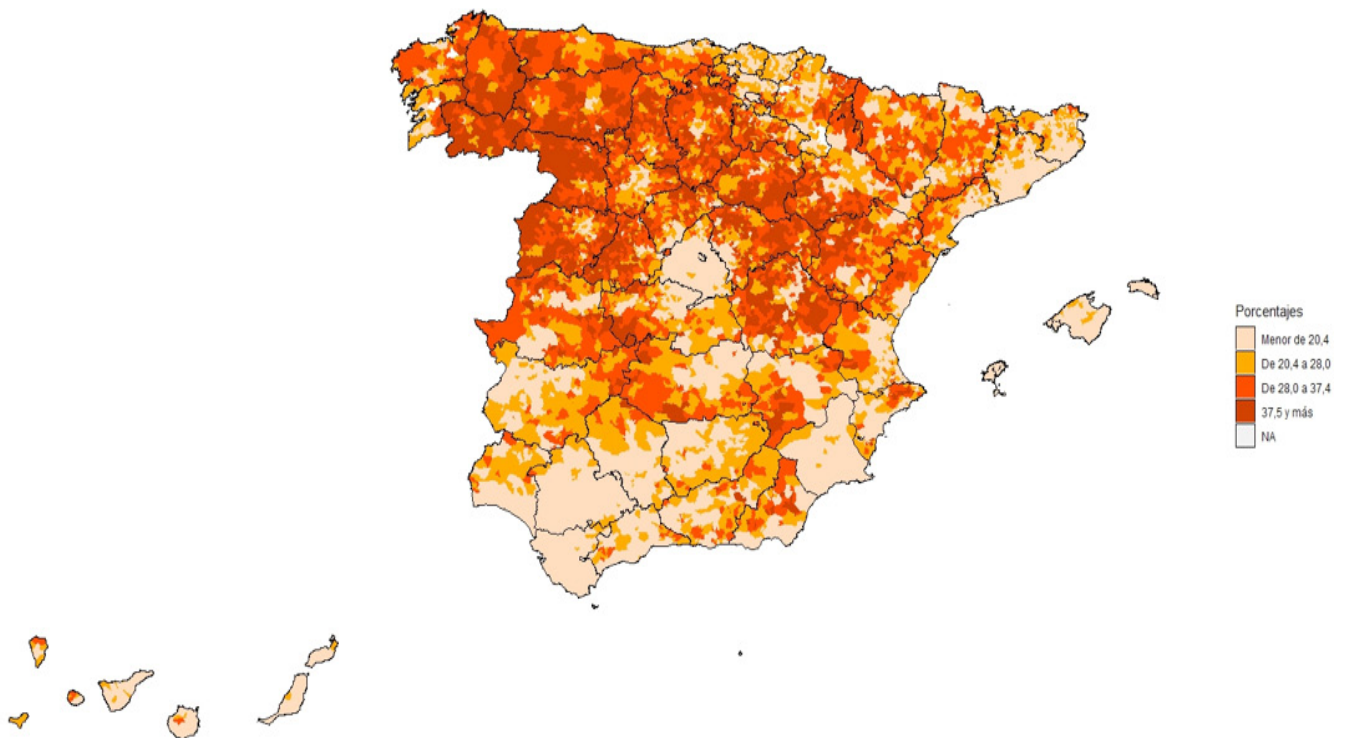 Porcentajes
Menor de 20,4
De 20,4 a 28,0
De 28,0 a 37,4
37,5 y más
NA